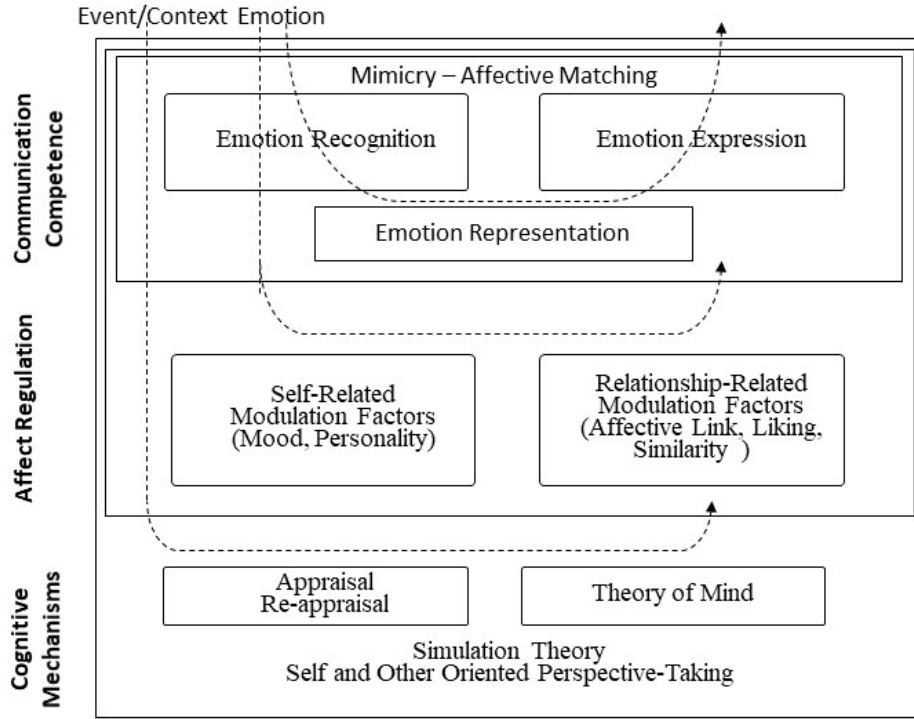 Event/Context Emotion
Communication
Competence
Mimicry – Affective Matching
Emotion Recognition
Emotion Expression
Emotion Representation
Affect Regulation
Self-Related
Modulation Factors
(Mood, Personality)
Relationship-Related
Modulation Factors
(Affective Link, Liking,
Similarity )
Cognitive
Mechanisms
Appraisal
Re-appraisal
Theory of Mind
Simulation Theory
Self and Other Oriented Perspective-Taking